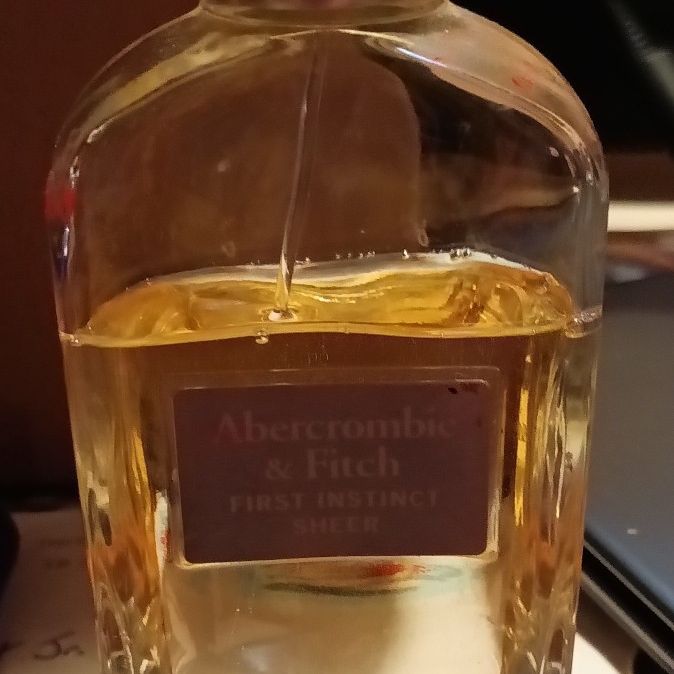 Abercrombie
& Fitch
FIRST INSTINCT
SHEER